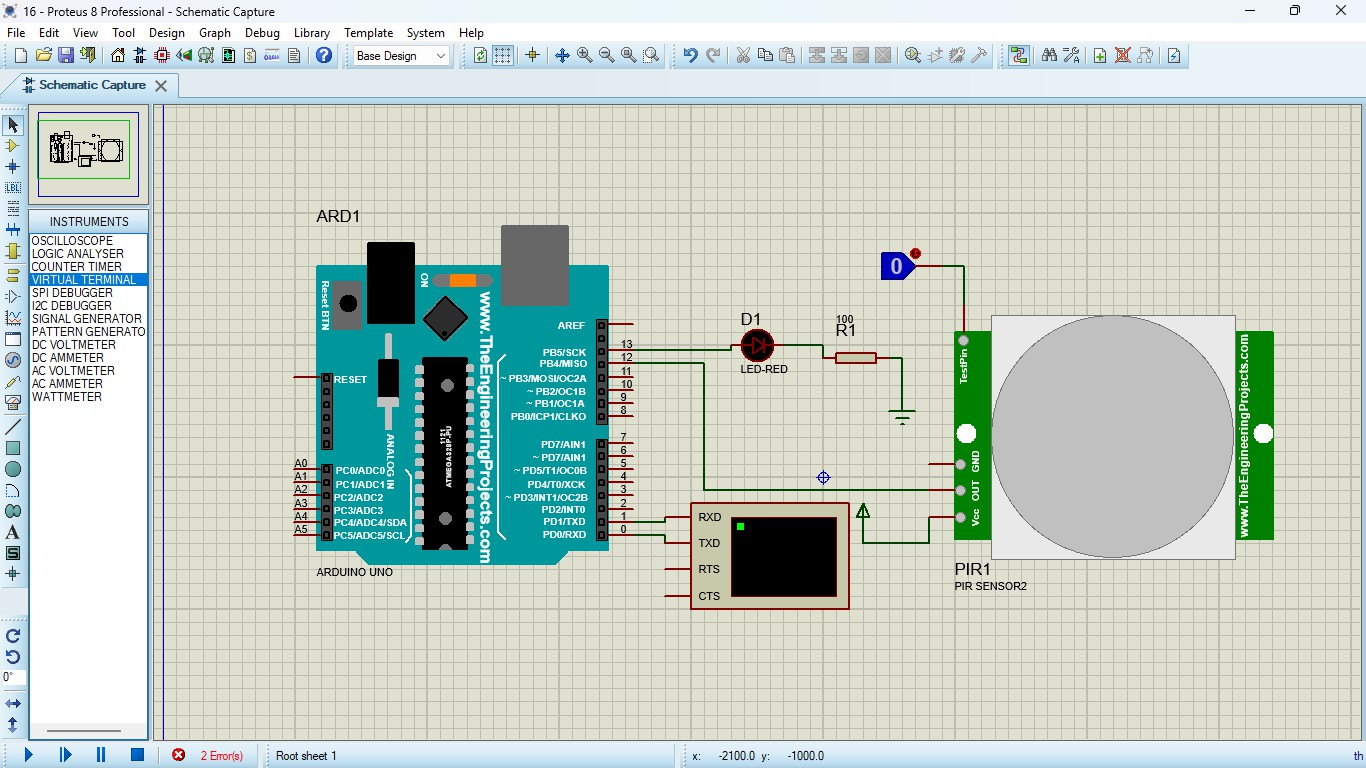 16 - Proteus 8 Professional - Schematic Capture
File Edit View Tool Design Graph Debug Library Template System Help
Base Design
Schematic Capture
LBL
INSTRUMENTS
OSCILLOSCOPE
LOGIC ANALYSER
COUNTER TIMER
VIRTUAL TERMINAL
SPI DEBUGGER
I2C DEBUGGER
SIGNAL GENERATOR
PATTERN GENERATO
DC VOLTMETER
DC AMMETER
AC VOLTMETER
AC AMMETER
WATTMETER
0°
ARD1
Reset BTN
ON
www.TheEngineeringProjects.com
RESET
ANALOG IN
1121
ATMEGA328P-PU
A0 PC0/ADC0
A1 PC1/ADC1
A2 PC2/ADC2
A3 PC3/ADC3
A4 PC4/ADC4/SDA
A5 PC5/ADC5/SCL
AREF
PB5/SCK 13
PB4/MISO 12
~ PB3/MOSI/OC2A 11
~ PB2/OC1B 10
~ PB1/OC1A 9
PB0/ICP1/CLKO 8
PD7/AIN1 7
~ PD7/AIN1 6
~ PD5/T1/OC0B 5
PD4/T0/XCK 4
~ PD3/INT1/OC2B 3
PD2/INT0 2
PD1/TXD 1
PD0/RXD 0
ARDUINO UNO
D1
LED-RED
100
R1
0
RXD
TXD
RTS
CTS
TestPin
GND
OUT
Vcc
www.TheEngineeringProjects.com
PIR1
PIR SENSOR2
2 Error(s)
Root sheet 1
x: -2100.0 y: -1000.0
th